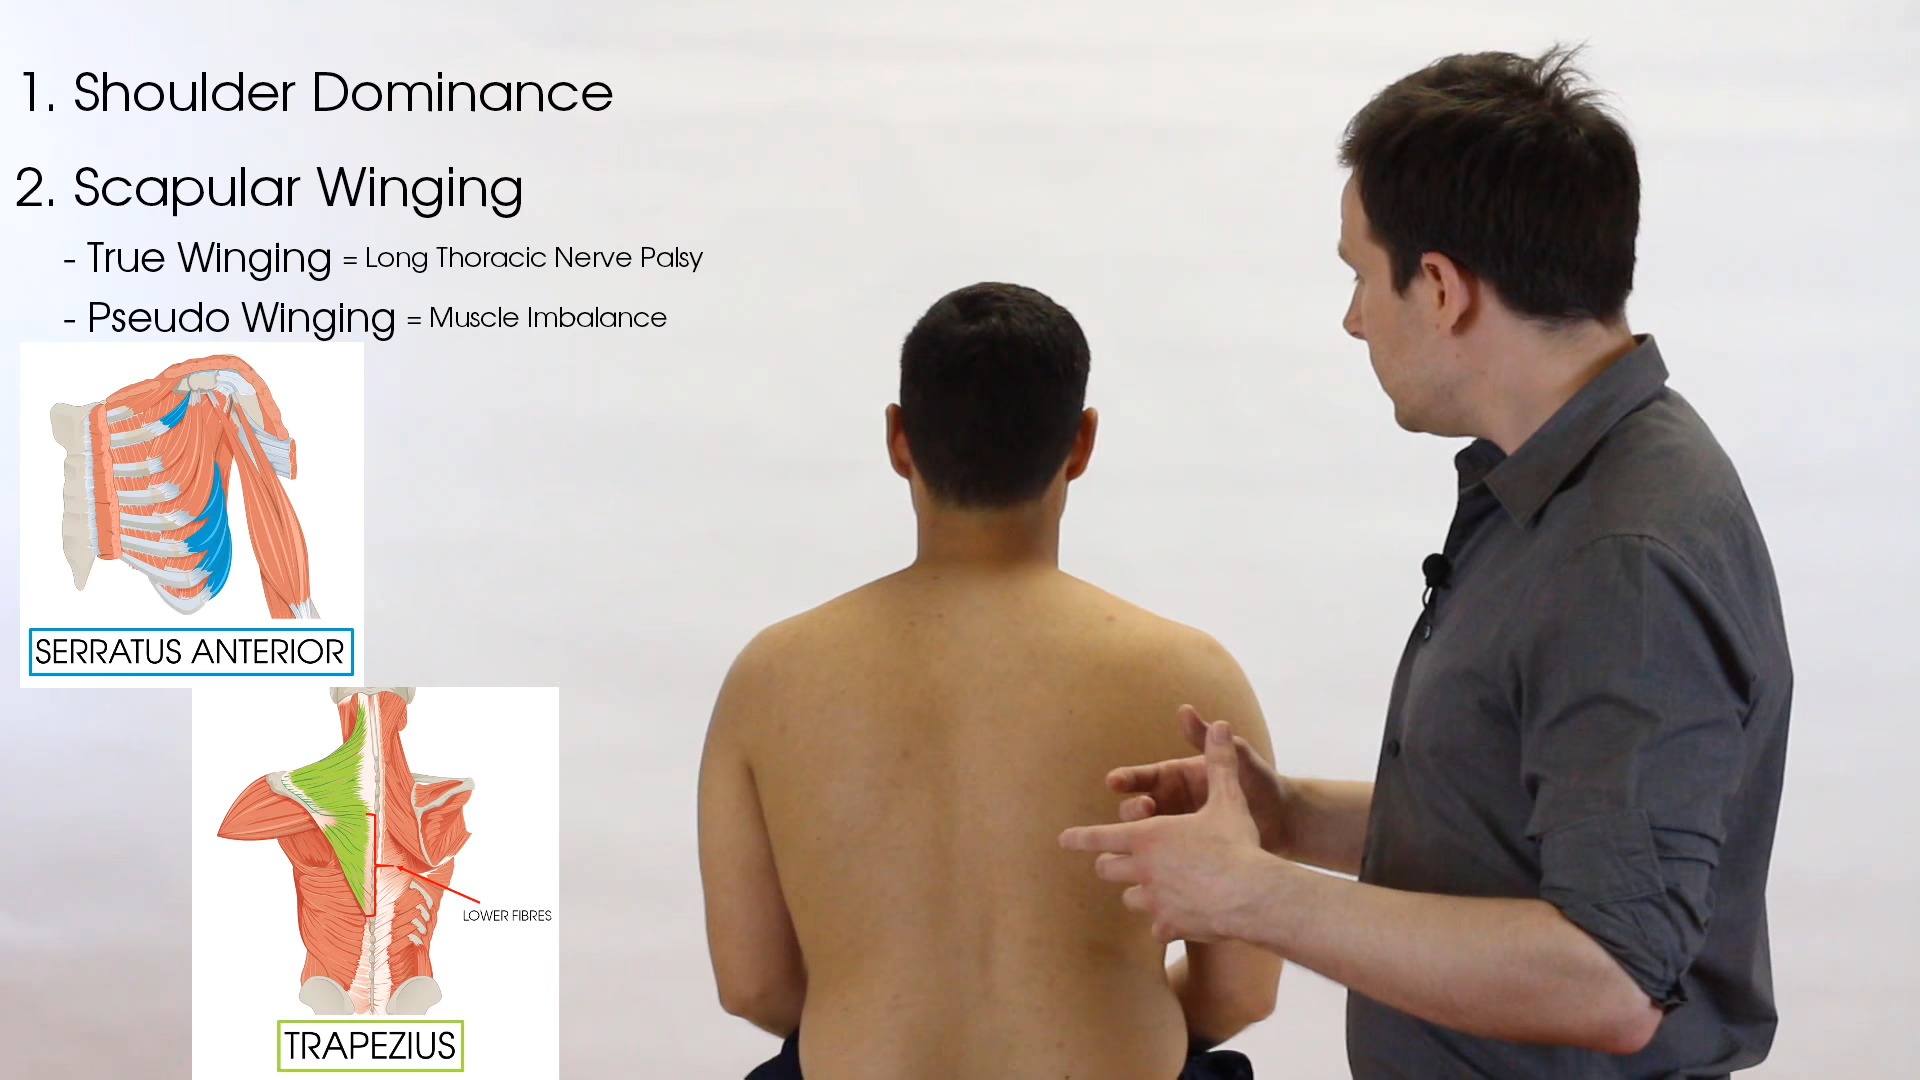 1. Shoulder Dominance
2. Scapular Winging
- True Winging = Long Thoracic Nerve Palsy
- Pseudo Winging = Muscle Imbalance
SERRATUS ANTERIOR
LOWER FIBRES
TRAPEZIUS